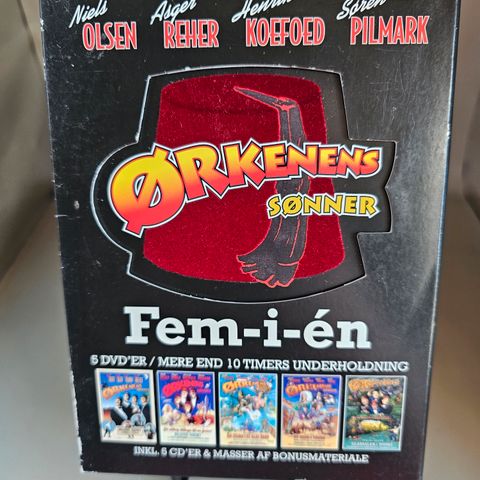 Niels Asger Henrik Søren
OLSEN REHER KOEFOED PILMARK
ØRKENENS
SØNNER
Fem-i-én
5 DVD'ER / MERE END 10 TIMERS UNDERHOLDNING
INKL. 5 CD'ER & MASSER AF BONUSMATERIALE